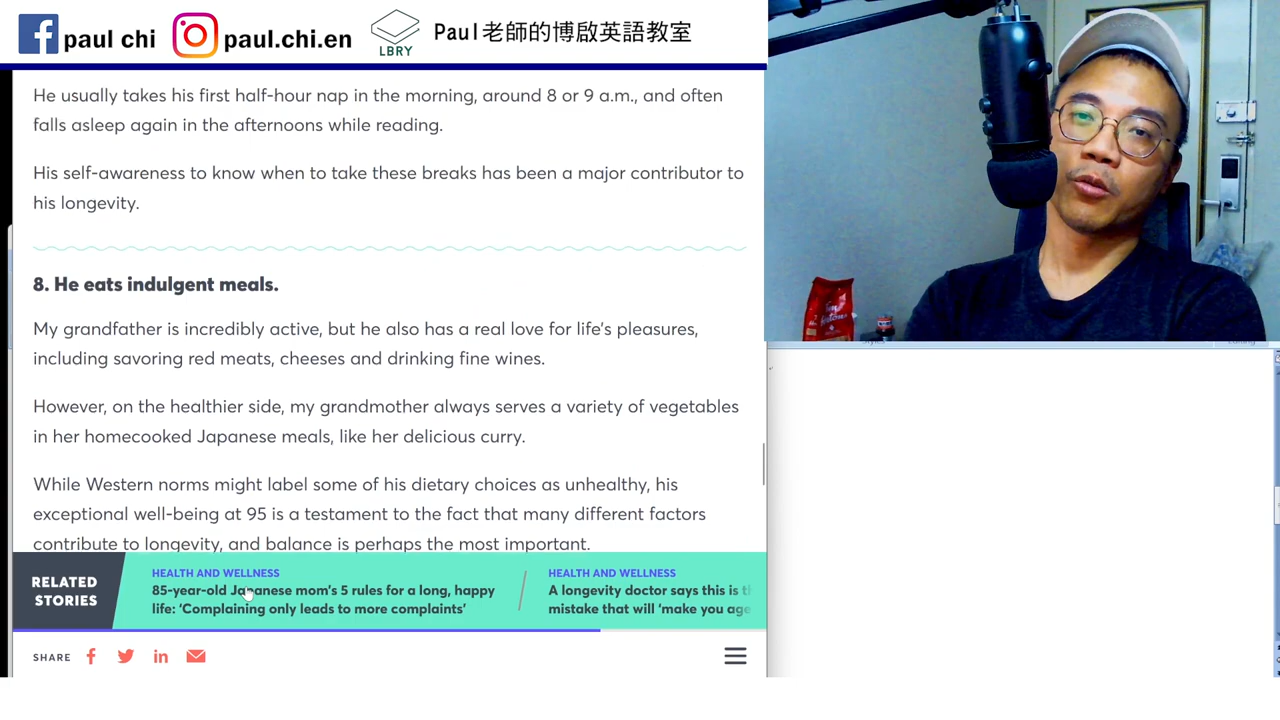 paul chi
paul.chi.en
LBRY
Paul老師的博啟英語教室
He usually takes his first half-hour nap in the morning, around 8 or 9 a.m., and often
falls asleep again in the afternoons while reading.
His self-awareness to know when to take these breaks has been a major contributor to
his longevity.
8. He eats indulgent meals.
My grandfather is incredibly active, but he also has a real love for life's pleasures,
including savoring red meats, cheeses and drinking fine wines.
However, on the healthier side, my grandmother always serves a variety of vegetables
in her homecooked Japanese meals, like her delicious curry.
While Western norms might label some of his dietary choices as unhealthy, his
exceptional well-being at 95 is a testament to the fact that many different factors
contribute to longevity, and balance is perhaps the most important.
RELATED
STORIES
HEALTH AND WELLNESS
85-year-old Japanese mom's 5 rules for a long, happy
life: 'Complaining only leads to more complaints'
HEALTH AND WELLNESS
A longevity doctor says this is
mistake that will 'make you age
SHARE